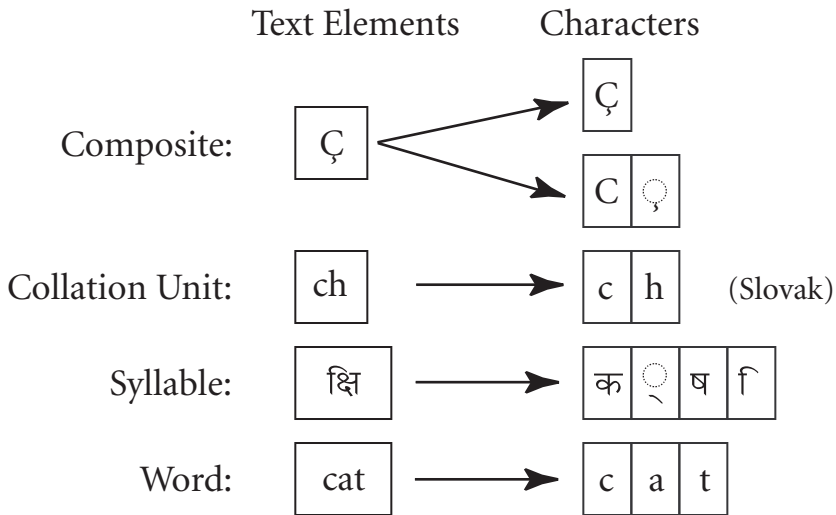 Text Elements Characters
Ç
Composite: Ç
C ◌̧
Collation Unit: ch c h (Slovak)
Syllable: क्षि क ◌् ष ि
Word: cat c a t